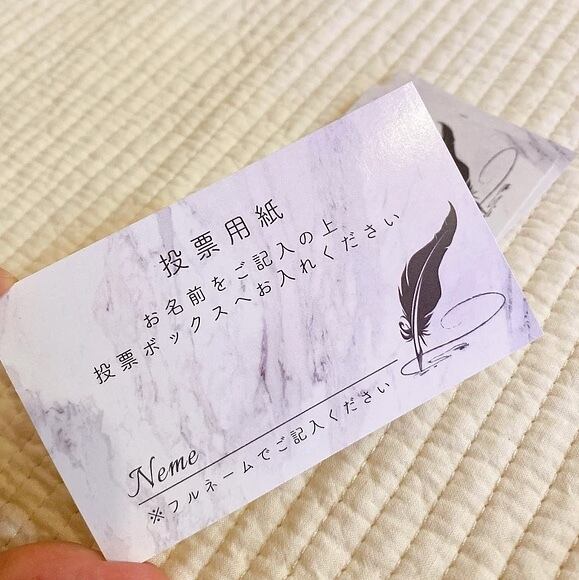 投票用紙
お名前をご記入の上
投票ボックスへお入れください
Neme
※フルネームでご記入ください